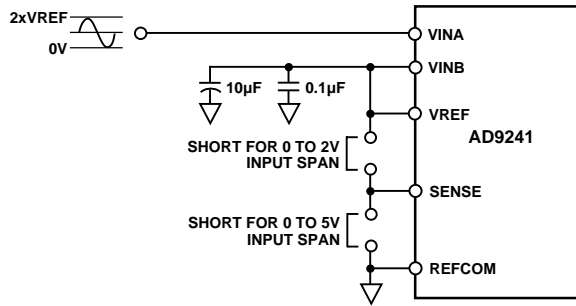 2xVREF
0V
VINA
VINB
10µF
0.1µF
VREF
AD9241
SHORT FOR 0 TO 2V
INPUT SPAN
SENSE
SHORT FOR 0 TO 5V
INPUT SPAN
REFCOM